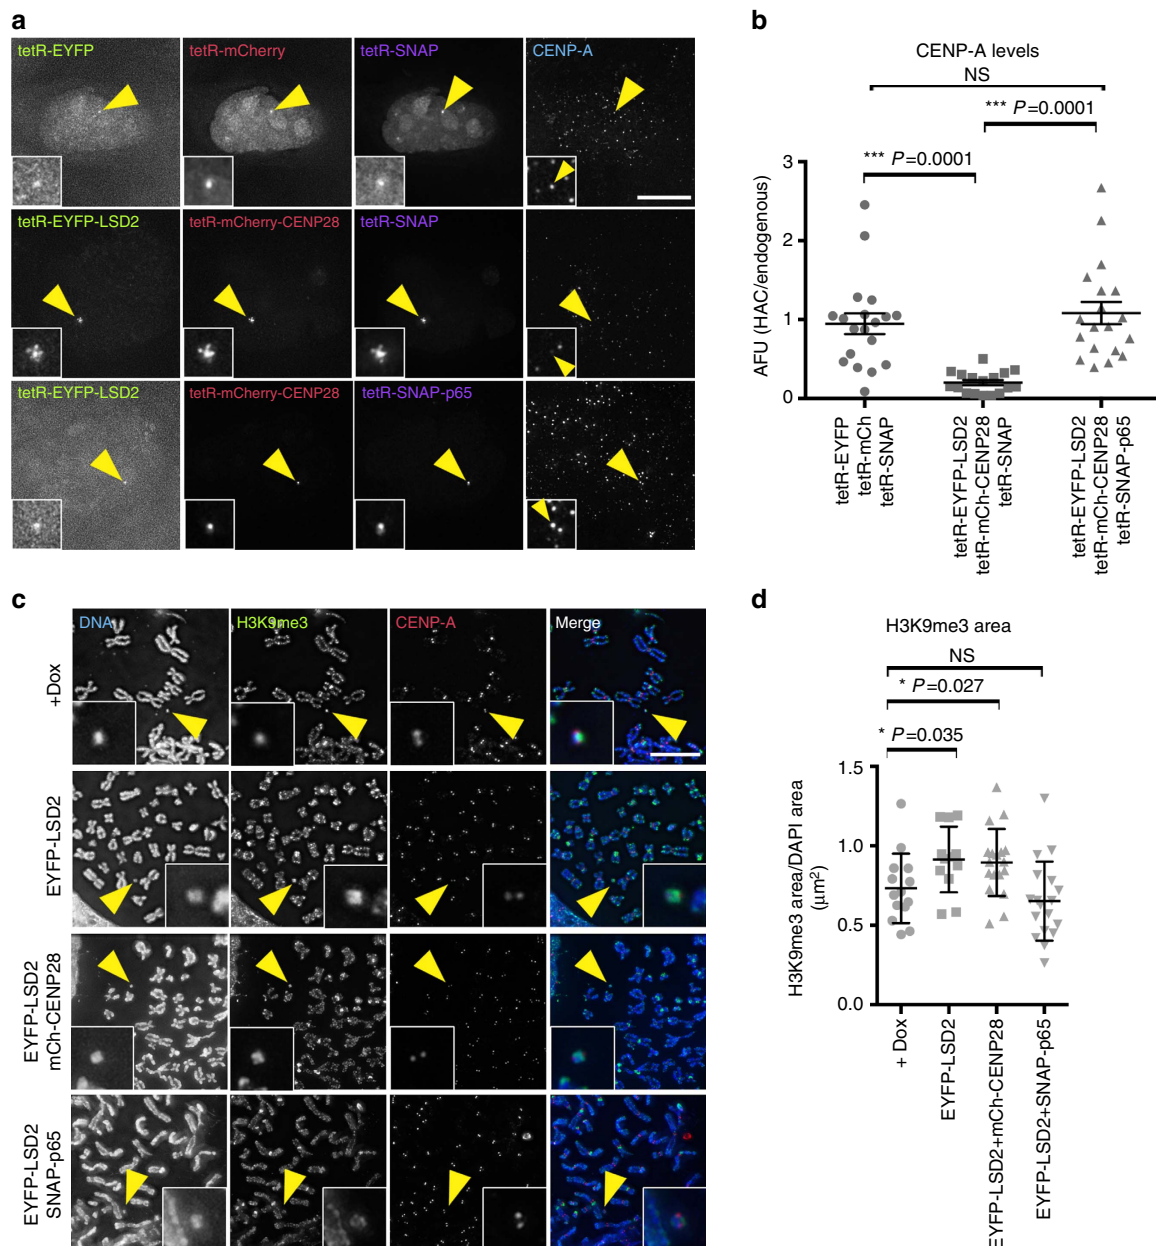 a
tetR-EYFP
tetR-mCherry
tetR-SNAP
CENP-A
tetR-EYFP-LSD2
tetR-mCherry-CENP28
tetR-SNAP
tetR-EYFP-LSD2
tetR-mCherry-CENP28
tetR-SNAP-p65
b
CENP-A levels
NS
*** P=0.0001
*** P=0.0001
AFU (HAC/endogenous)
3
2
1
0
tetR-EYFP
tetR-mCh
tetR-SNAP
tetR-EYFP-LSD2
tetR-mCh-CENP28
tetR-SNAP
tetR-EYFP-LSD2
tetR-mCh-CENP28
tetR-SNAP-p65
c
DNA
H3K9me3
CENP-A
Merge
+Dox
EYFP-LSD2
EYFP-LSD2
mCh-CENP28
EYFP-LSD2
SNAP-p65
d
H3K9me3 area
NS
* P=0.027
* P=0.035
H3K9me3 area/DAPI area
(μm²)
1.5
1.0
0.5
0.0
+ Dox
EYFP-LSD2
EYFP-LSD2+mCh-CENP28
EYFP-LSD2+SNAP-p65